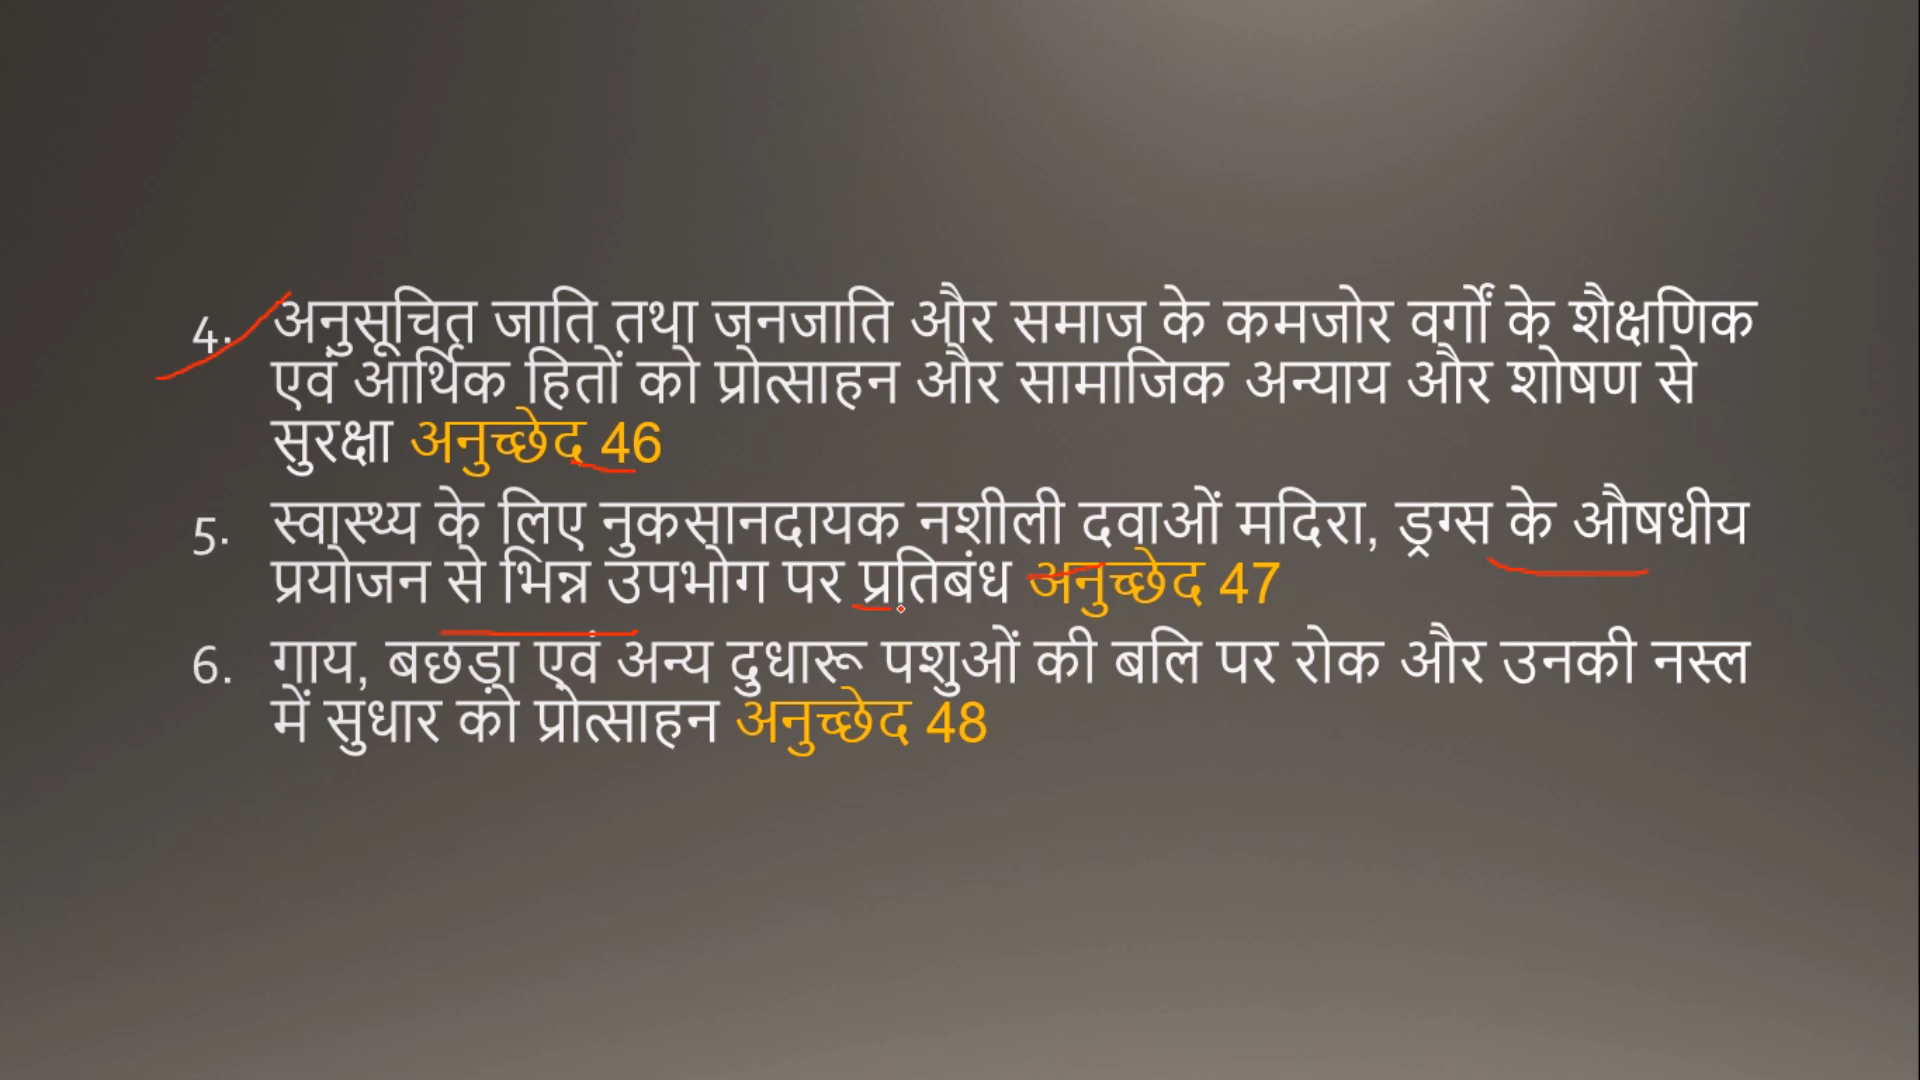 4. अनुसूचित जाति तथा जनजाति और समाज के कमजोर वर्गों के शैक्षणिक
एवं आर्थिक हितों को प्रोत्साहन और सामाजिक अन्याय और शोषण से
सुरक्षा अनुच्छेद 46
5. स्वास्थ्य के लिए नुकसानदायक नशीली दवाओं मदिरा, ड्रग्स के औषधीय
प्रयोजन से भिन्न उपभोग पर प्रतिबंध अनुच्छेद 47
6. गाय, बछड़ा एवं अन्य दुधारू पशुओं की बलि पर रोक और उनकी नस्ल
में सुधार को प्रोत्साहन अनुच्छेद 48